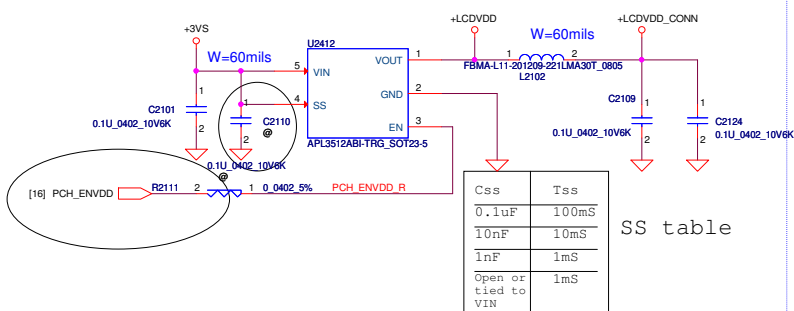 +3VS
W=60mils
U2412
+LCDVDD
+LCDVDD_CONN
W=60mils
5
VIN
VOUT
1
1
2
FBMA-L11-201209-221LMA30T_0805
L2102
4
SS
GND
2
EN
3
APL3512ABI-TRG_SOT23-5
1
C2101
0.1U_0402_10V6K
2
1
C2110
@
2
0.1U_0402_10V6K
@
1
C2109
0.1U_0402_10V6K
2
1
C2124
0.1U_0402_10V6K
2
[16] PCH_ENVDD
R2111
2
1
0_0402_5%
PCH_ENVDD_R
Css Tss
0.1uF 100mS
10nF 10mS
1nF 1mS
Open or 1mS
tied to
VIN
SS table